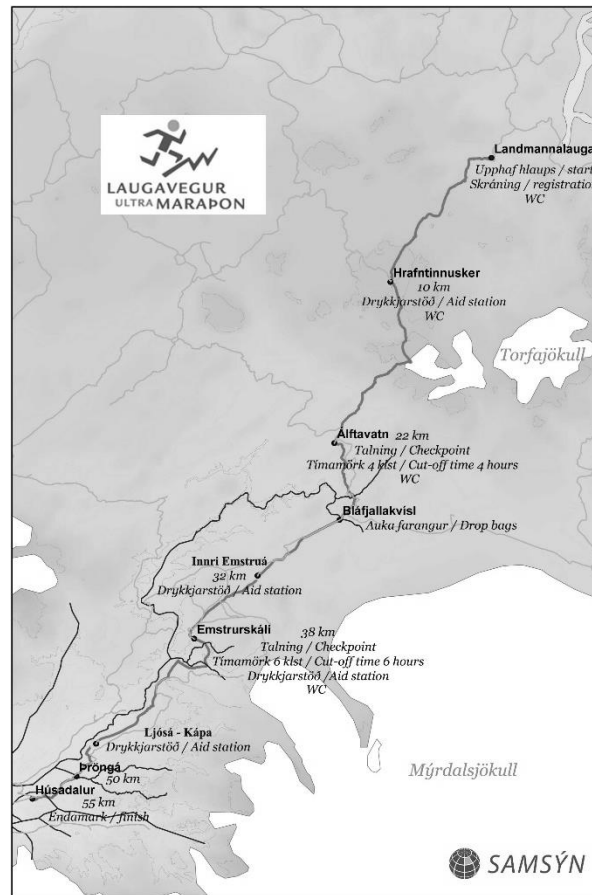 LAUGAVEGUR
ULTRA MARAÞON
Landmannalauga
Upphaf hlaups / start
Skráning / registration
WC
Hrafntinnusker
10 km
Drykkjarstöð / Aid station
WC
Torfajökull
Álftavatn 22 km
Talning / Checkpoint
Tímamörk 4 klst / Cut-off time 4 hours
WC
Bláfjallakvísl
Auka farangur / Drop bags
Innri Emstruá
32 km
Drykkjarstöð / Aid station
Emstrurskáli 38 km
Talning / Checkpoint
Tímamörk 6 klst / Cut-off time 6 hours
Drykkjarstöð /Aid station
WC
Ljósá - Kápa
Drykkjarstöð / Aid station
Þröngá
50 km
Húsadalur
55 km
Endamark / finish
Mýrdalsjökull
SAMSÝN